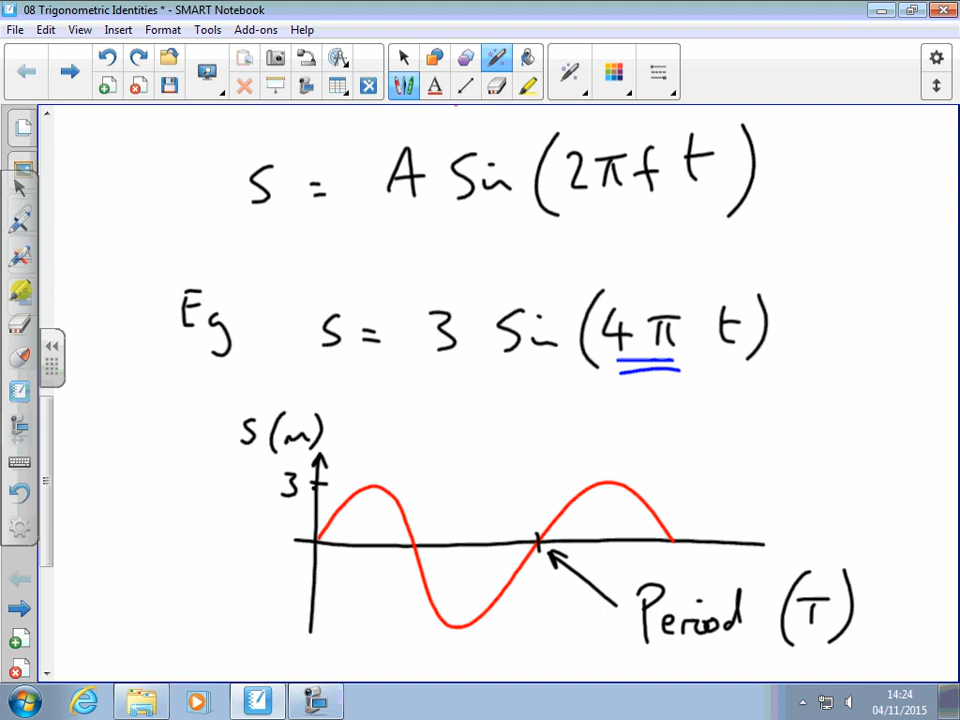 08 Trigonometric Identities * - SMART Notebook
File Edit View Insert Format Tools Add-ons Help
s = A Sin (2πf t)
Eg s = 3 Sin (4π t)
s (m)
3
Period (T)
14:24
04/11/2015